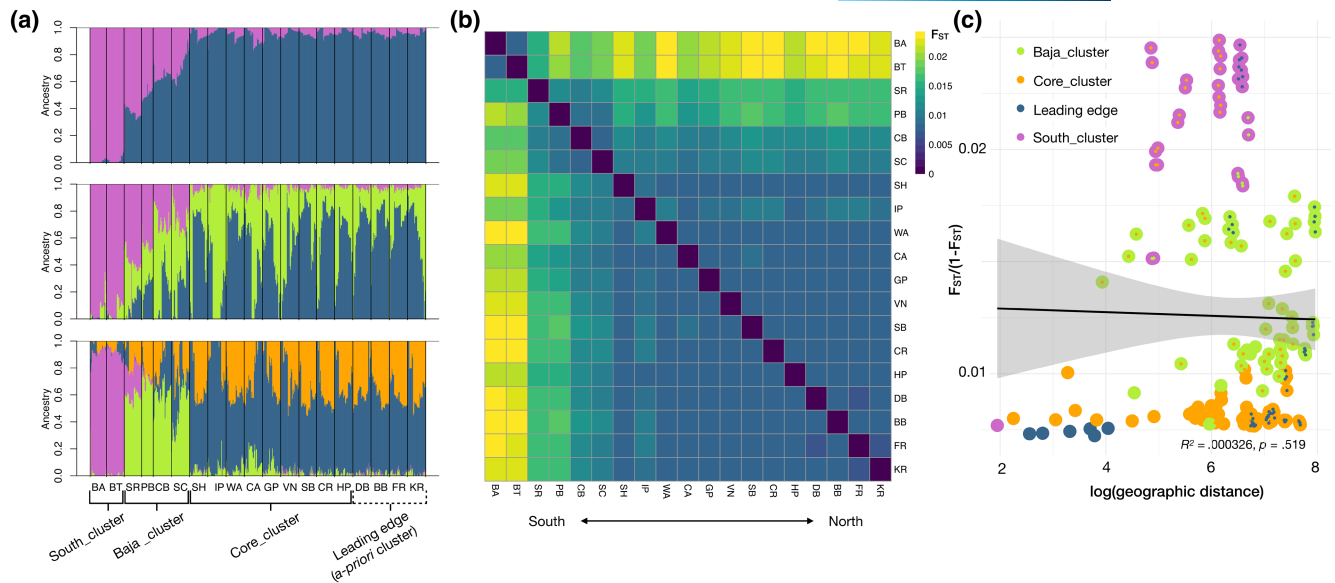 (a)
1.0
0.8
0.6
0.4
0.2
0.0
Ancestry
1.0
0.8
0.6
0.4
0.2
0.0
Ancestry
1.0
0.8
0.6
0.4
0.2
0.0
Ancestry
BA BT SR PB CB SC SH IP WA CA GP VN SB CR HP DB BB FR KR
South_cluster
Baja _cluster
Core_cluster
Leading edge
(a-priori cluster)
(b)
BA
BT
SR
PB
CB
SC
SH
IP
WA
CA
GP
VN
SB
CR
HP
DB
BB
FR
KR
BA BT SR PB CB SC SH IP WA CA GP VN SB CR HP DB BB FR KR
South North
FST
0.02
0.015
0.01
0.005
0
(c)
Baja_cluster
Core_cluster
Leading edge
South_cluster
FST/(1-FST)
0.02
0.01
R² = .000326, p = .519
2 4 6 8
log(geographic distance)